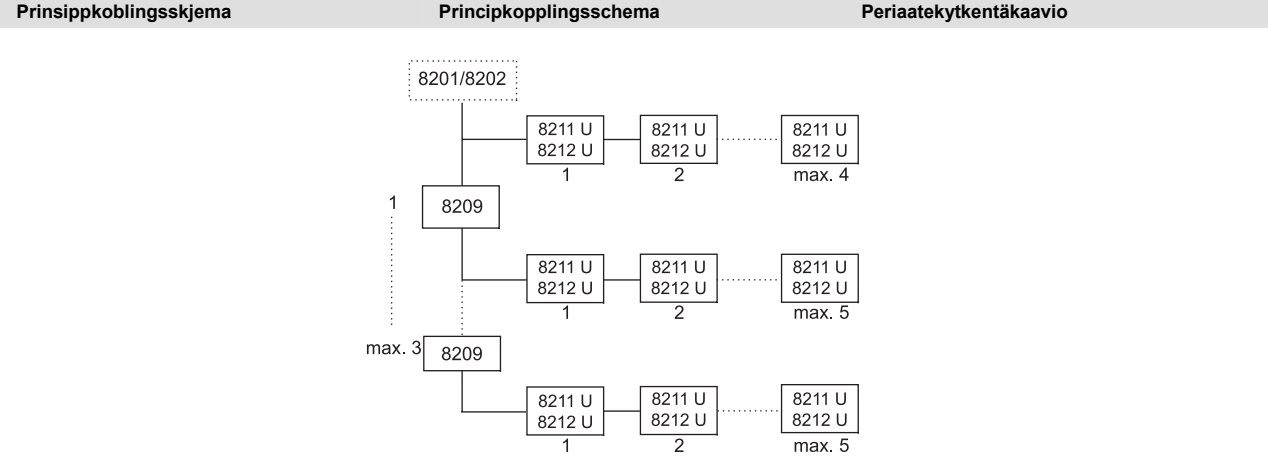 Prinsippkoblingsskjema Principkopplingsschema Periaatekytkentäkaavio
8201/8202
8211 U 8211 U 8211 U
8212 U 8212 U 8212 U
1 2 max. 4
1 8209
8211 U 8211 U 8211 U
8212 U 8212 U 8212 U
1 2 max. 5
max. 3 8209
8211 U 8211 U 8211 U
8212 U 8212 U 8212 U
1 2 max. 5